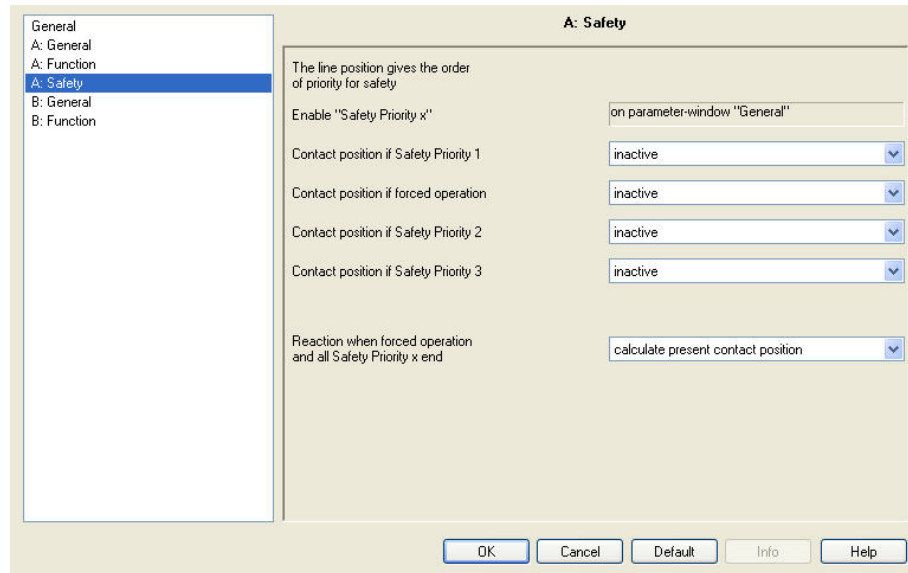 General
A: General
A: Function
A: Safety
B: General
B: Function
A: Safety
The line position gives the order
of priority for safety
Enable "Safety Priority x"
on parameter-window "General"
Contact position if Safety Priority 1
inactive
Contact position if forced operation
inactive
Contact position if Safety Priority 2
inactive
Contact position if Safety Priority 3
inactive
Reaction when forced operation
and all Safety Priority x end
calculate present contact position
OK
Cancel
Default
Info
Help